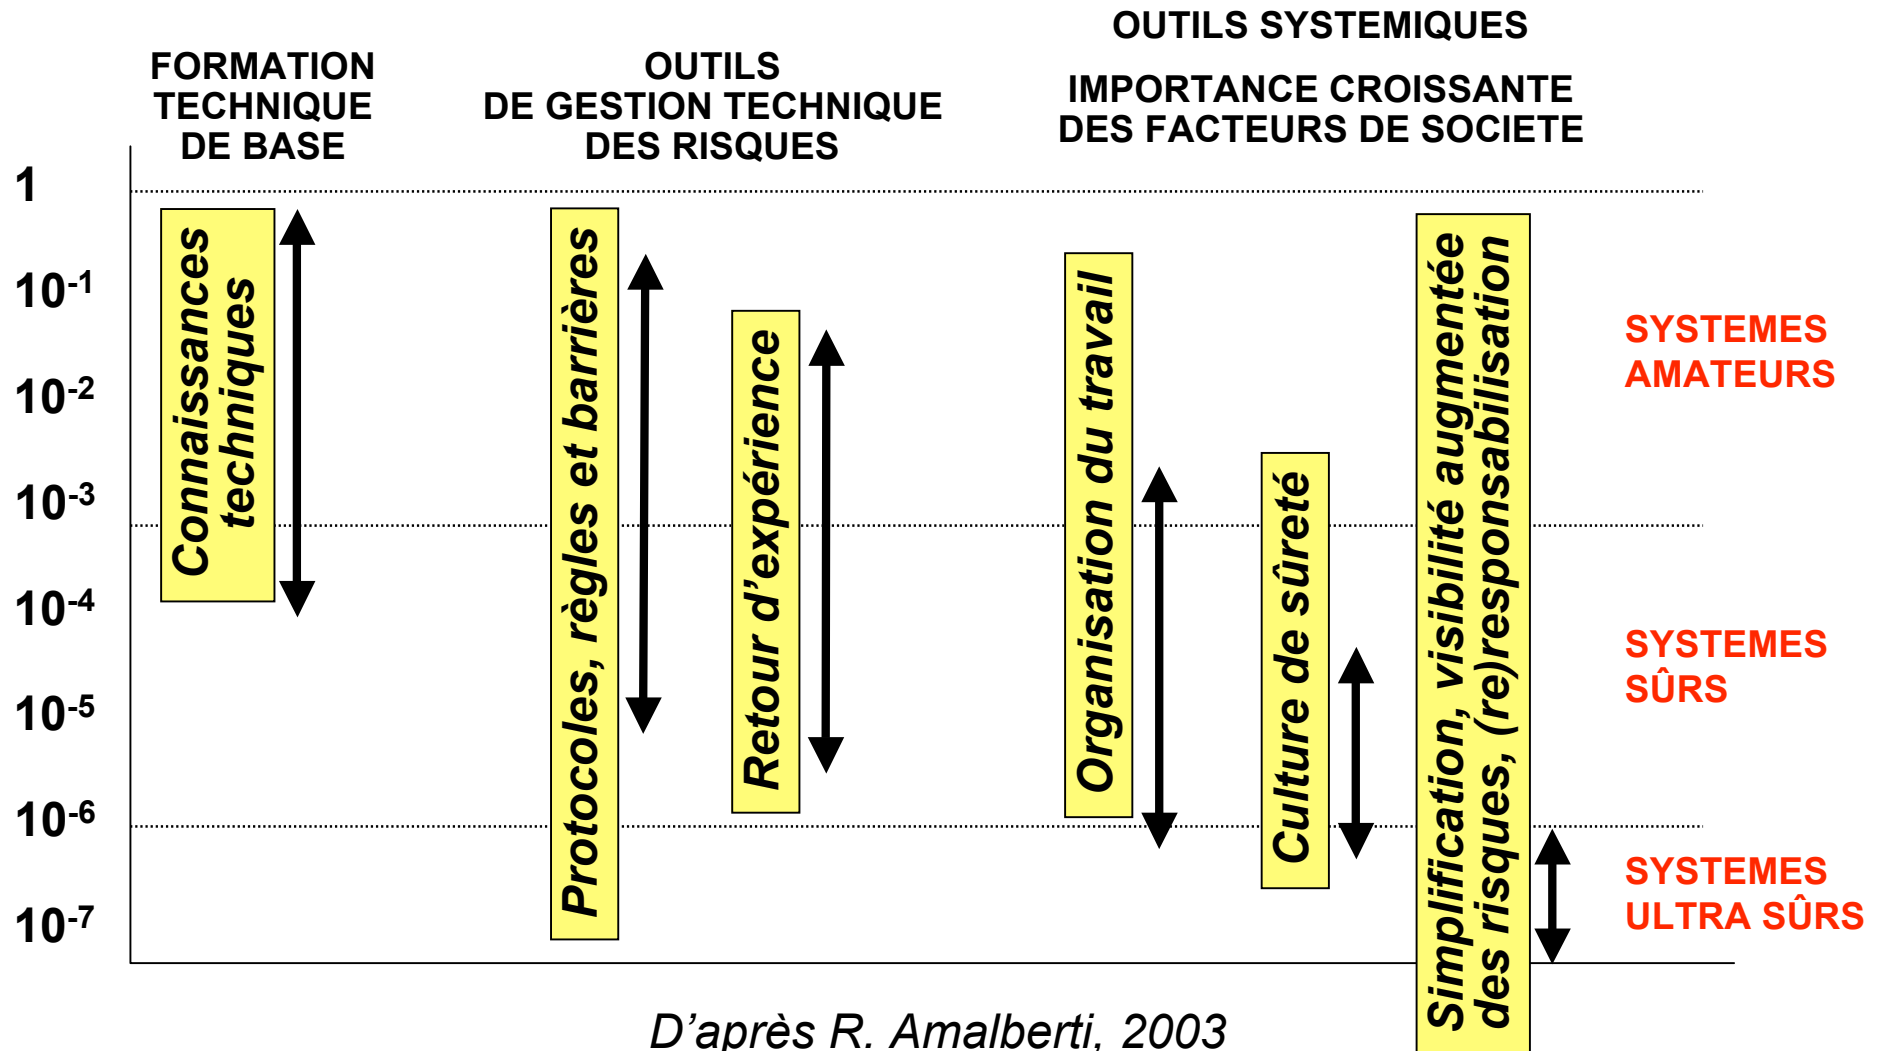 OUTILS SYSTEMIQUES
FORMATION
TECHNIQUE
DE BASE
OUTILS
DE GESTION TECHNIQUE
DES RISQUES
IMPORTANCE CROISSANTE
DES FACTEURS DE SOCIETE
1
10-1
10-2
10-3
10-4
10-5
10-6
10-7
Connaissances
techniques
Protocoles, règles et barrières
Retour d'expérience
Organisation du travail
Culture de sûreté
Simplification, visibilité augmentée
des risques, (re)responsabilisation
SYSTEMES
AMATEURS
SYSTEMES
SÛRS
SYSTEMES
ULTRA SÛRS
D'après R. Amalberti, 2003